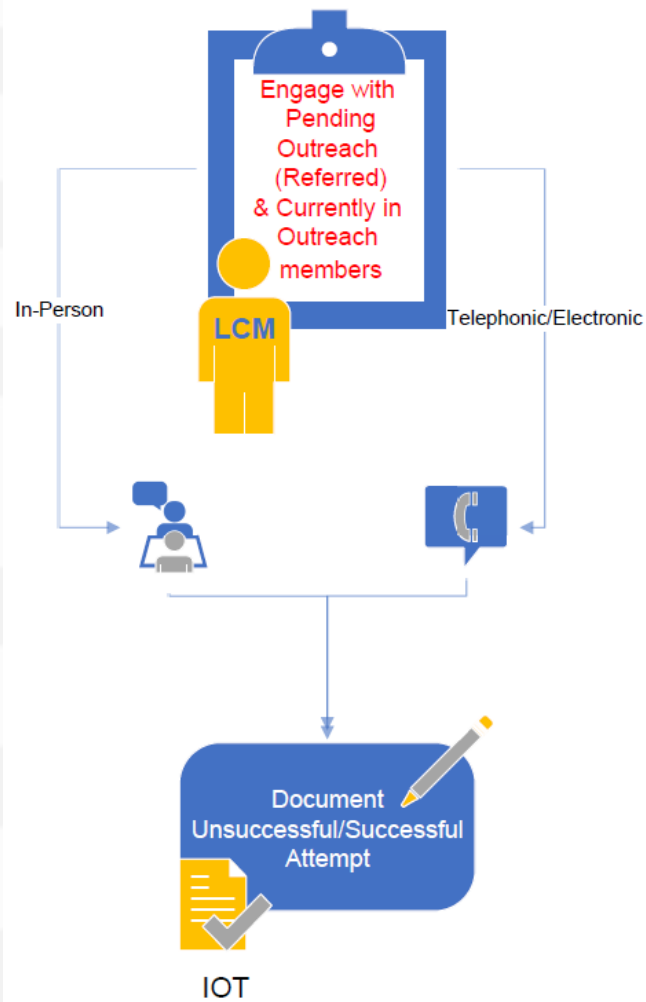 Engage with
Pending
Outreach
(Referred)
& Currently in
Outreach
members
In-Person
LCM
Telephonic/Electronic
Document
Unsuccessful/Successful
Attempt
IOT